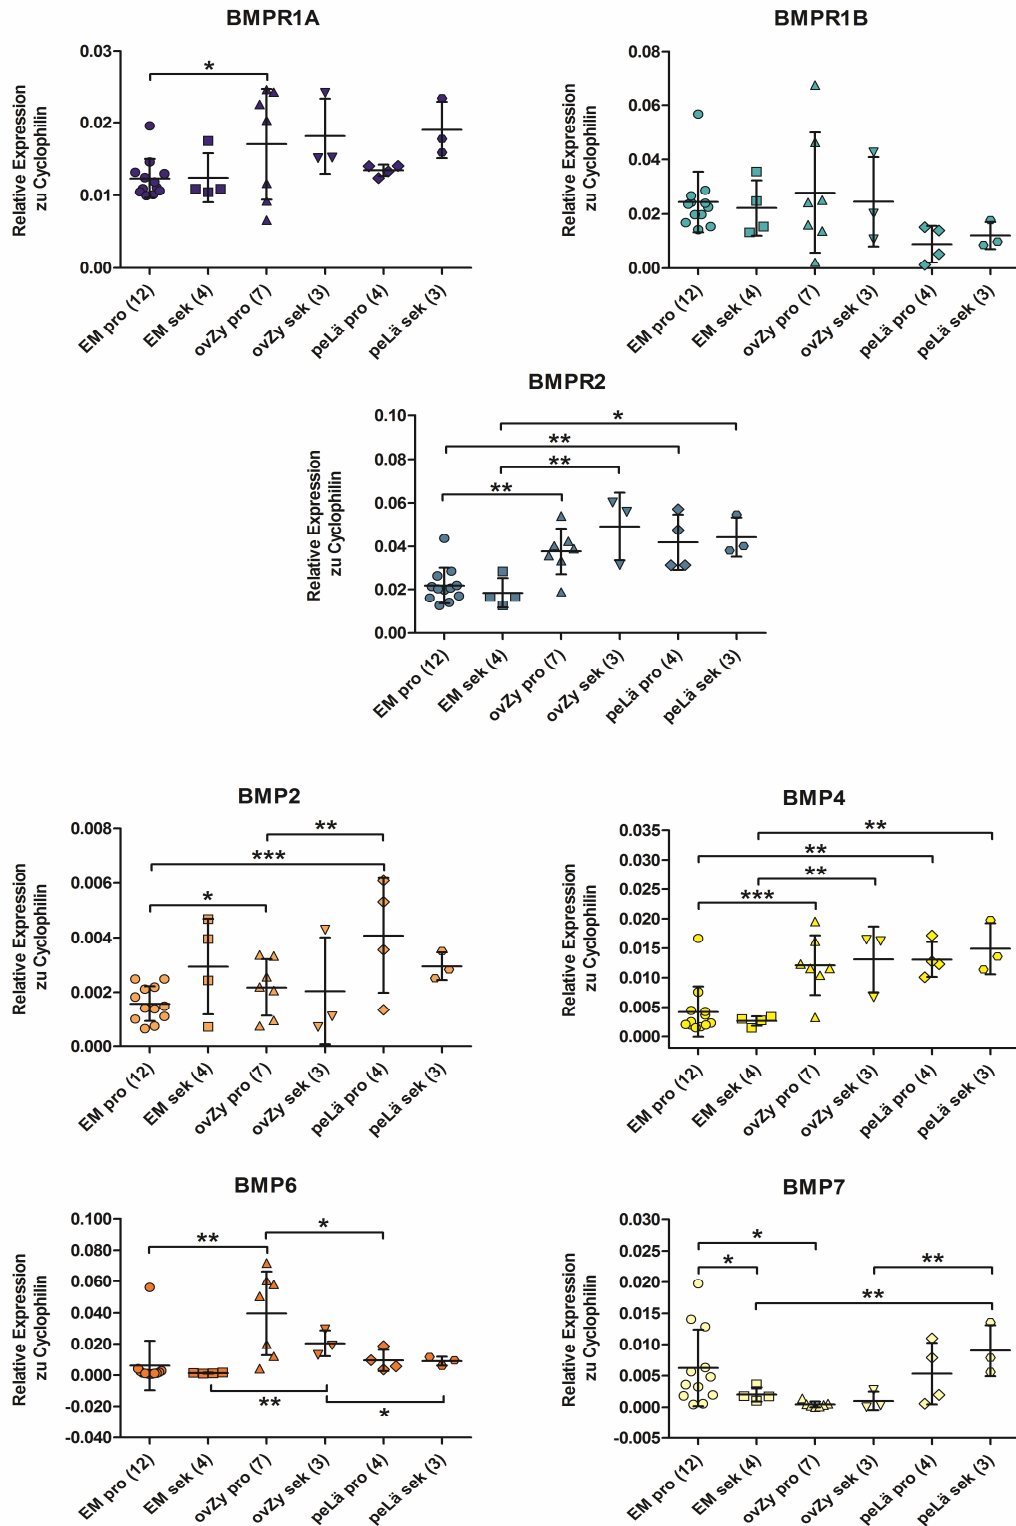 BMPR1A
Relative Expression
zu Cyclophilin
0.03
0.02
0.01
0.00
*
EM pro (12)
EM sek (4)
ovZy pro (7)
ovZy sek (3)
peLä pro (4)
peLä sek (3)
BMPR1B
Relative Expression
zu Cyclophilin
0.08
0.06
0.04
0.02
0.00
EM pro (12)
EM sek (4)
ovZy pro (7)
ovZy sek (3)
peLä pro (4)
peLä sek (3)
BMPR2
Relative Expression
zu Cyclophilin
0.10
0.08
0.06
0.04
0.02
0.00
*
**
**
**
EM pro (12)
EM sek (4)
ovZy pro (7)
ovZy sek (3)
peLä pro (4)
peLä sek (3)
BMP2
Relative Expression
zu Cyclophilin
0.008
0.006
0.004
0.002
0.000
**
***
*
EM pro (12)
EM sek (4)
ovZy pro (7)
ovZy sek (3)
peLä pro (4)
peLä sek (3)
BMP4
Relative Expression
zu Cyclophilin
0.035
0.030
0.025
0.020
0.015
0.010
0.005
0.000
**
**
**
***
EM pro (12)
EM sek (4)
ovZy pro (7)
ovZy sek (3)
peLä pro (4)
peLä sek (3)
BMP6
Relative Expression
zu Cyclophilin
0.100
0.080
0.060
0.040
0.020
0.000
-0.020
-0.040
*
**
**
*
EM pro (12)
EM sek (4)
ovZy pro (7)
ovZy sek (3)
peLä pro (4)
peLä sek (3)
BMP7
Relative Expression
zu Cyclophilin
0.030
0.025
0.020
0.015
0.010
0.005
0.000
-0.005
*
*
**
**
EM pro (12)
EM sek (4)
ovZy pro (7)
ovZy sek (3)
peLä pro (4)
peLä sek (3)